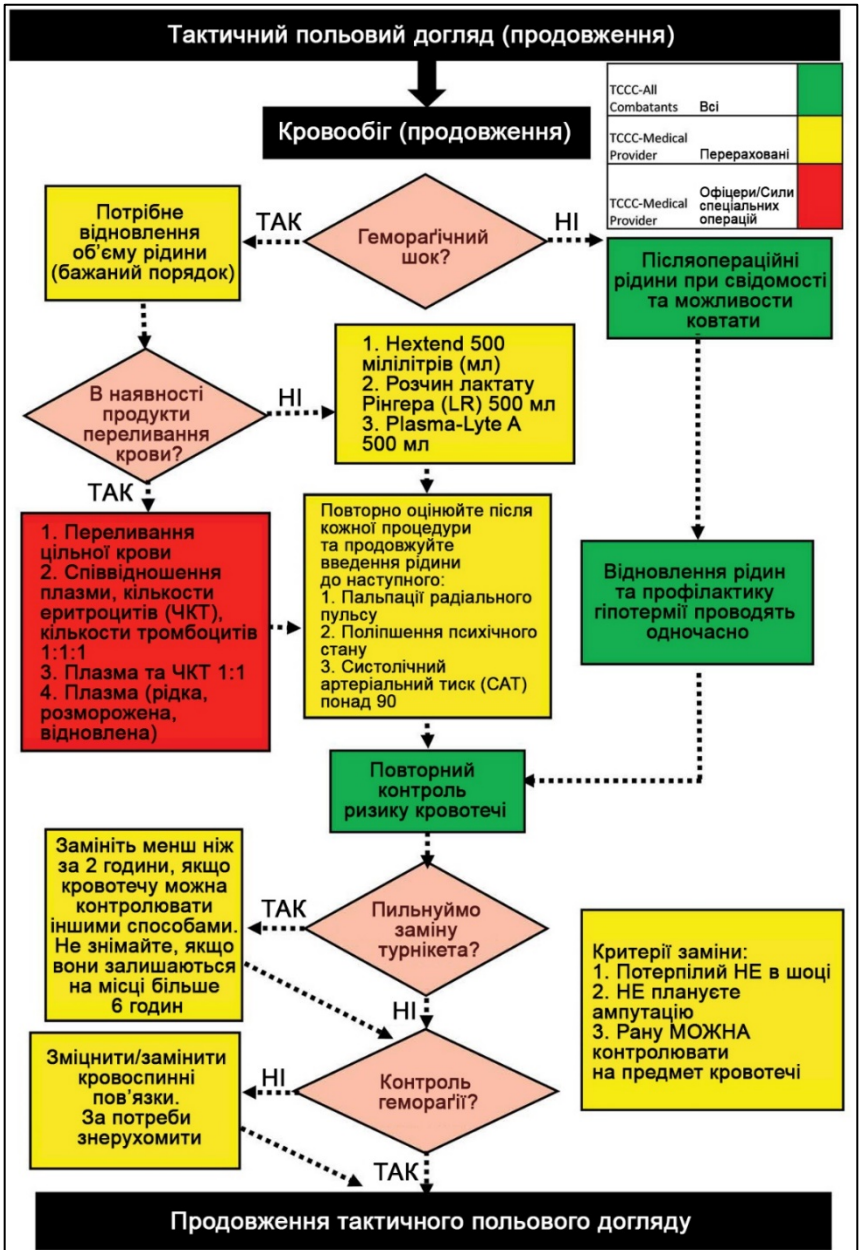 Тактичний польовий догляд (продовження)
Кровообіг (продовження)
TCCC-All
Combatants Всі
TCCC-Medical
Provider Перераховані
TCCC-Medical
Provider Офіцери/Сили
спеціальних
операцій
Потрібне
відновлення
об’єму рідини
(бажаний порядок)
ТАК
Геморагічний
шок?
НІ
Післяопераційні
рідини при свідомості
та можливости
ковтати
В наявності
продукти
переливання
крови?
НІ
1. Hextend 500
мілілітрів (мл)
2. Розчин лактату
Рінгера (LR) 500 мл
3. Plasma-Lyte A
500 мл
ТАК
1. Переливання
цільної крови
2. Співвідношення
плазми, кількости
еритроцитів (ЧКТ),
кількости тромбоцитів
1:1:1
3. Плазма та ЧКТ 1:1
4. Плазма (рідка,
розморожена,
відновлена)
Повторно оцінюйте після
кожної процедури
та продовжуйте
введення рідини
до наступного:
1. Пальпації радіального
пульсу
2. Поліпшення психічного
стану
3. Систолічний
артеріальний тиск (САТ)
понад 90
Відновлення рідин
та профілактику
гіпотермії проводять
одночасно
Повторний
контроль
ризику кровотечі
Замініть менш ніж
за 2 години, якщо
кровотечу можна
контролювати
іншими способами.
Не знімайте, якщо
вони залишаються
на місці більше
6 годин
ТАК
Пильнуймо
заміну
турнікета?
НІ
Критерії заміни:
1. Потерпілий НЕ в шоці
2. НЕ плануєте
ампутацію
3. Рану МОЖНА
контролювати
на предмет кровотечі
Зміцнити/замінити
кровоспинні
пов’язки.
За потреби
знерухомити
НІ
Контроль
гемораґії?
ТАК
Продовження тактичного польового догляду